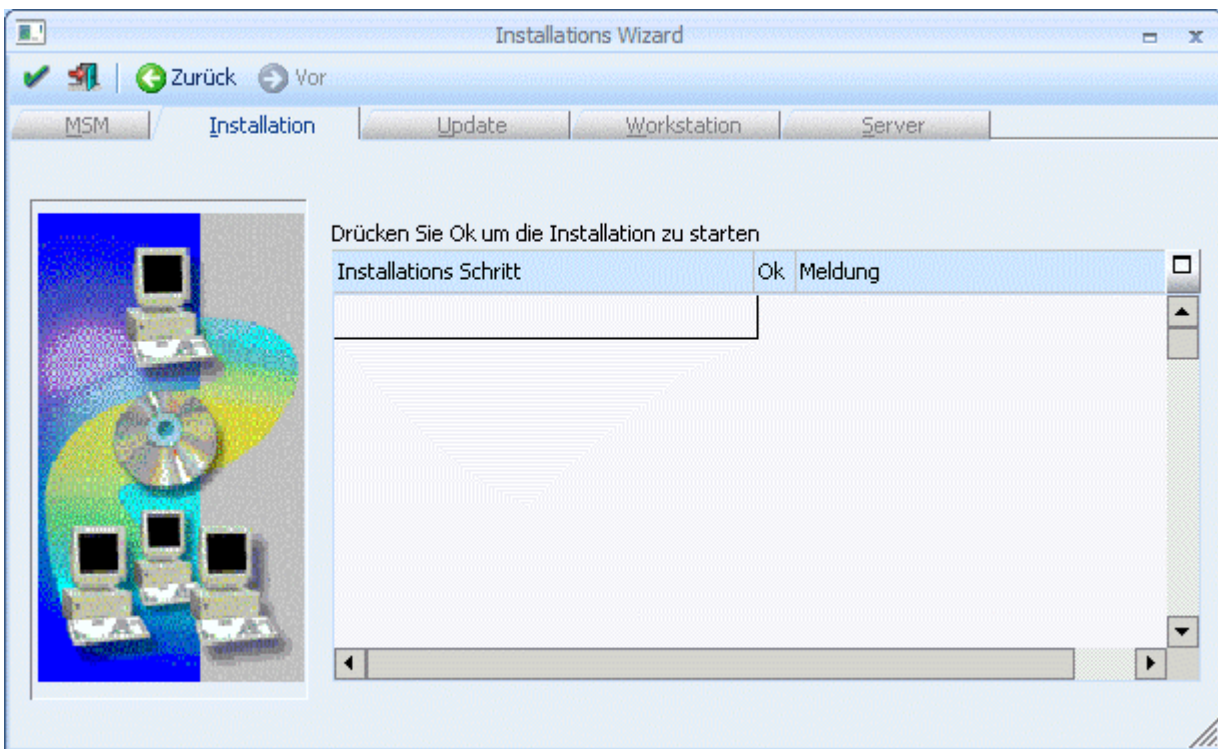 Installations Wizard
Zurück Vor
MSM Installation Update Workstation Server
Drücken Sie Ok um die Installation zu starten
Installations Schritt Ok Meldung